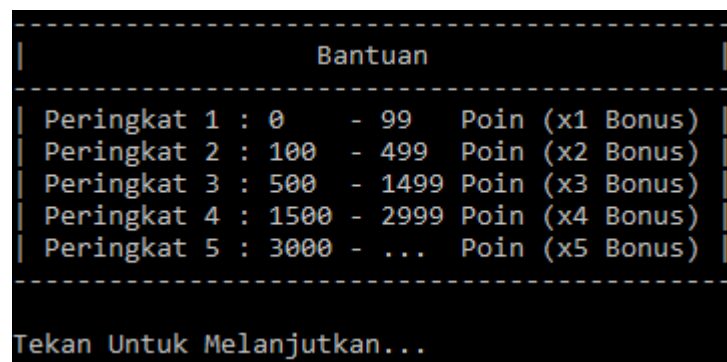 -----------------------------------------------
|                  Bantuan                  |
-----------------------------------------------
| Peringkat 1 : 0    - 99   Poin (x1 Bonus) |
| Peringkat 2 : 100  - 499  Poin (x2 Bonus) |
| Peringkat 3 : 500  - 1499 Poin (x3 Bonus) |
| Peringkat 4 : 1500 - 2999 Poin (x4 Bonus) |
| Peringkat 5 : 3000 - ...  Poin (x5 Bonus) |
-----------------------------------------------
Tekan Untuk Melanjutkan...